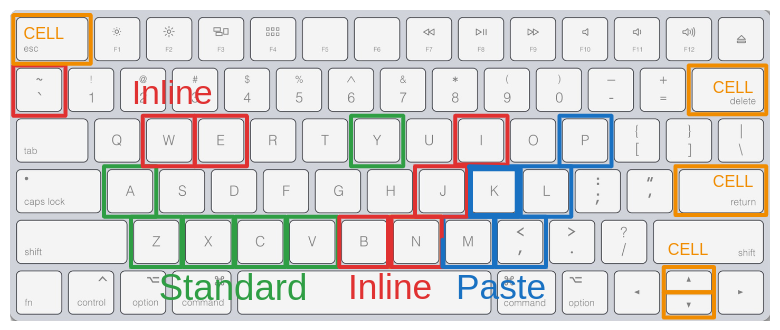 CELL
esc F1 F2 F3 F4 F5 F6 F7 F8 F9 F10 F11 F12
~ ! @ # $ % ^ & * ( ) — + CELL
` 1 2 3 4 5 6 7 8 9 0 - = delete
Inline
tab Q W E R T Y U I O P { [ } ] | \
caps lock A S D F G H J K L : ; " ' CELL return
shift Z X C V B N M < , > . ? / CELL shift
fn control option command command option
Standard Inline Paste